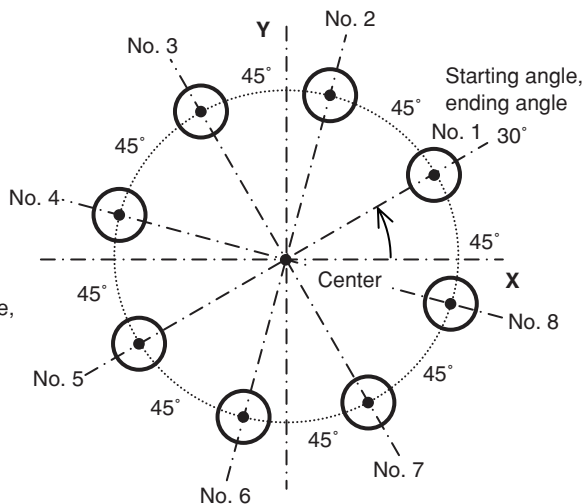 No. 3
Y
No. 2
45°
45°
Starting angle,
ending angle
No. 1
30°
45°
No. 4
45°
Center
X
45°
e,
No. 8
No. 5
45°
45°
45°
No. 7
No. 6